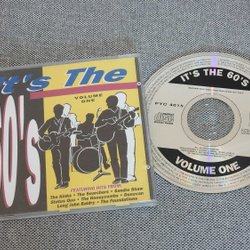 It's The
VOLUME
ONE
60's
FEATURING HITS FROM:
The Kinks • The Searchers • Sandie Shaw
Status Quo • The Honeycombs • Donovan
Long John Baldry • The Foundations
IT'S THE 60'S
PYC 4015
VOLUME ONE